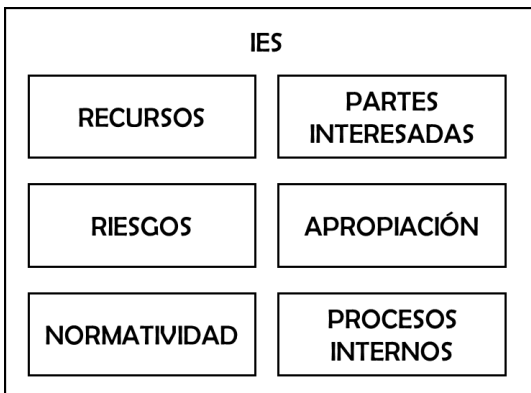 IES
RECURSOS
PARTES
INTERESADAS
RIESGOS
APROPIACIÓN
NORMATIVIDAD
PROCESOS
INTERNOS